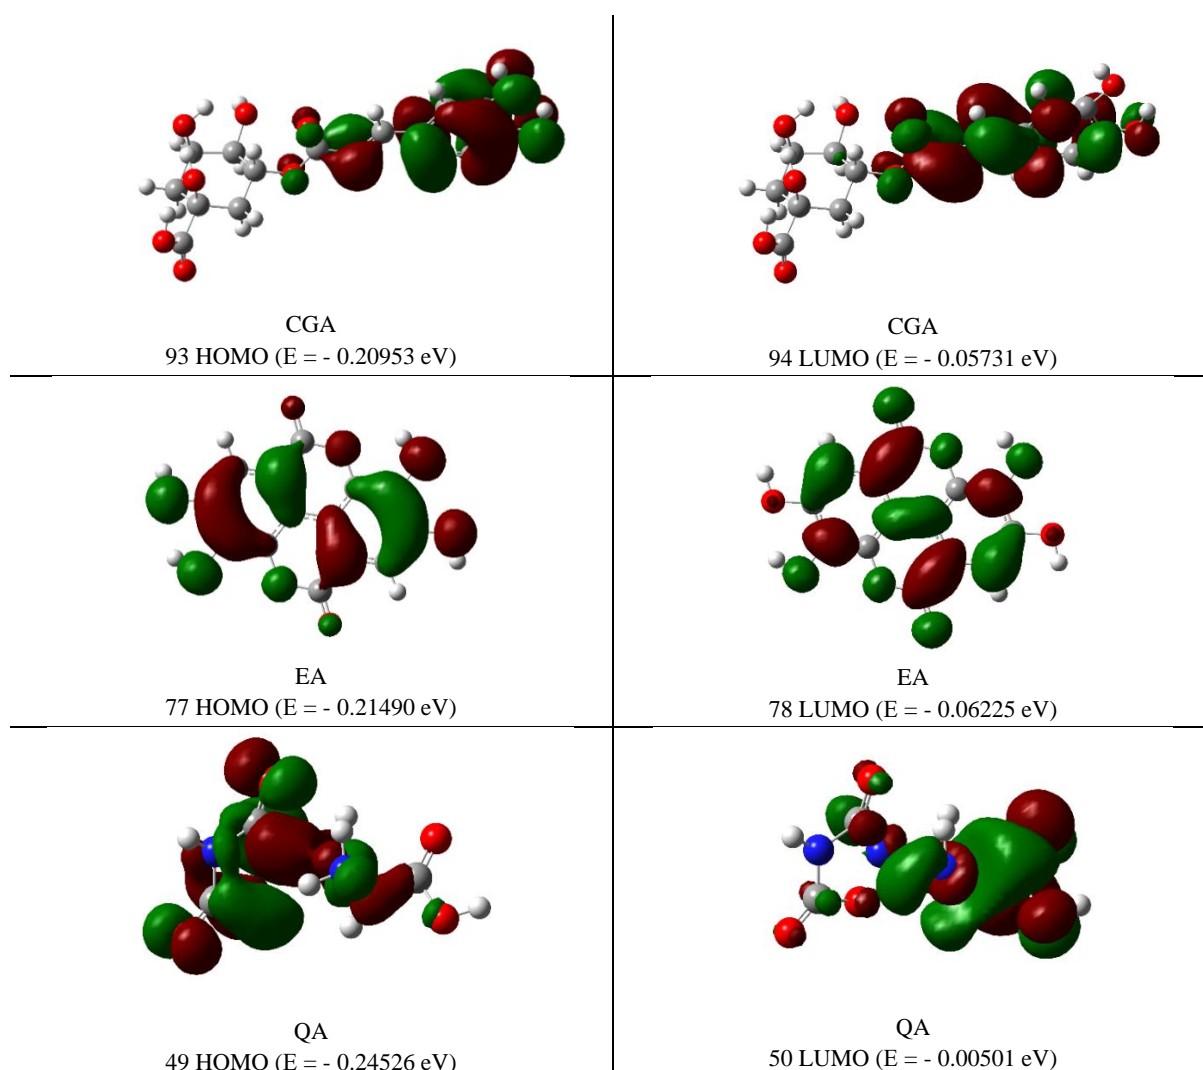 CGA
93 HOMO (E = - 0.20953 eV)
CGA
94 LUMO (E = - 0.05731 eV)
EA
77 HOMO (E = - 0.21490 eV)
EA
78 LUMO (E = - 0.06225 eV)
QA
49 HOMO (E = - 0.24526 eV)
QA
50 LUMO (E = - 0.00501 eV)